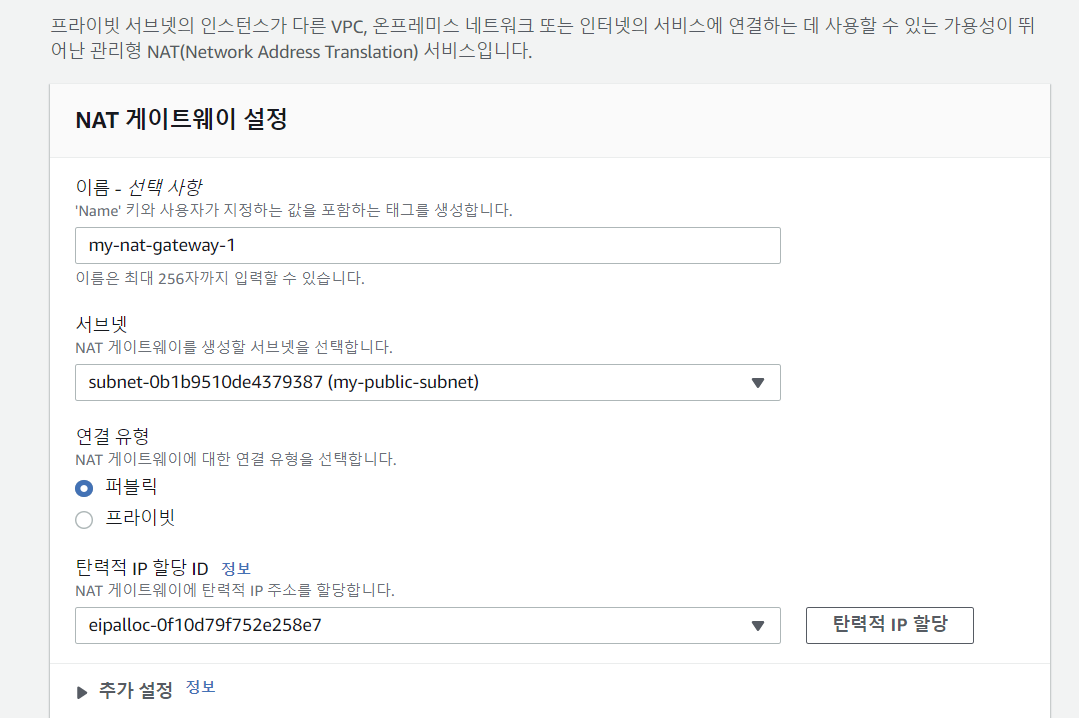 프라이빗 서브넷의 인스턴스가 다른 VPC, 온프레미스 네트워크 또는 인터넷의 서비스에 연결하는 데 사용할 수 있는 가용성이 뛰
어난 관리형 NAT(Network Address Translation) 서비스입니다.
NAT 게이트웨이 설정
이름 - 선택 사항
'Name' 키와 사용자가 지정하는 값을 포함하는 태그를 생성합니다.
my-nat-gateway-1
이름은 최대 256자까지 입력할 수 있습니다.
서브넷
NAT 게이트웨이를 생성할 서브넷을 선택합니다.
subnet-0b1b9510de4379387 (my-public-subnet)
연결 유형
NAT 게이트웨이에 대한 연결 유형을 선택합니다.
퍼블릭
프라이빗
탄력적 IP 할당 ID 정보
NAT 게이트웨이에 탄력적 IP 주소를 할당합니다.
eipalloc-0f10d79f752e258e7
탄력적 IP 할당
추가 설정 정보